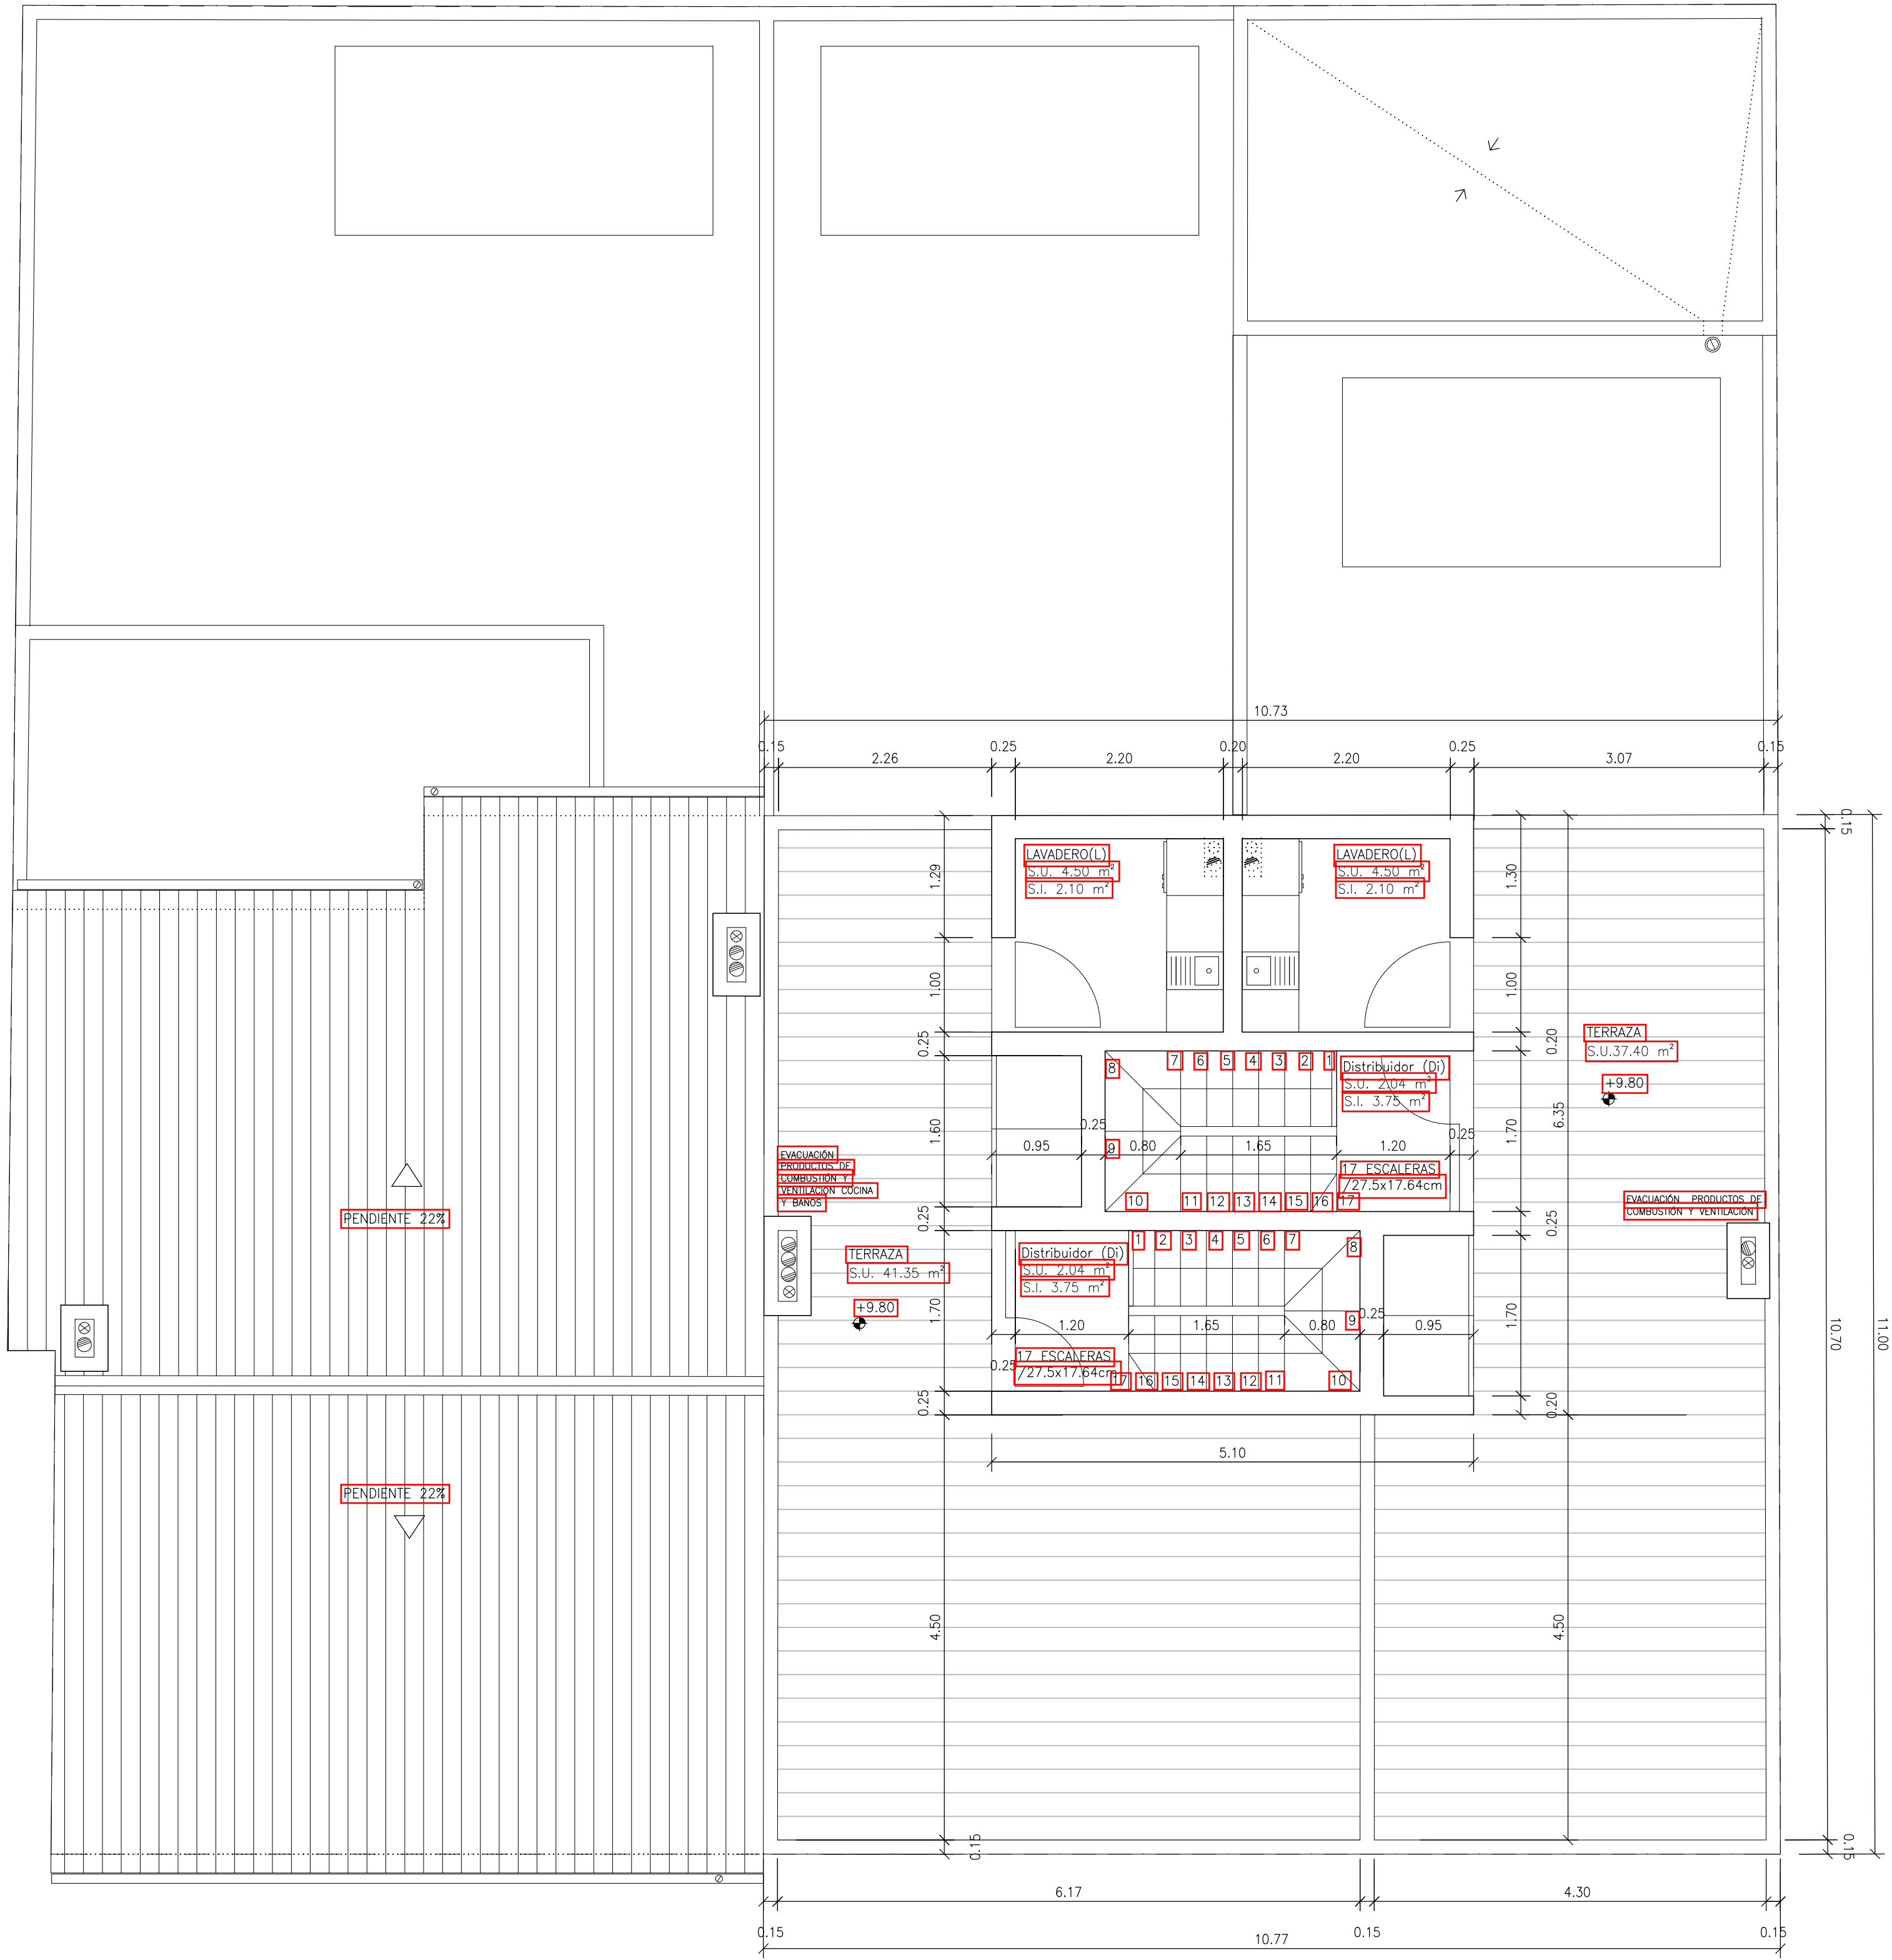 10.73
0.15 2.26 0.25 2.20 0.20 2.20 0.25 3.07 0.15
0.15
LAVADERO(L)
S.U. 4.50 m²
S.I. 2.10 m²
LAVADERO(L)
S.U. 4.50 m²
S.I. 2.10 m²
1.29
1.30
1.00
1.00
0.25
0.20
TERRAZA
S.U.37.40 m²
+9.80
7 6 5 4 3 2 1
8
Distribuidor (Di)
S.U. 2.04 m²
S.I. 3.75 m²
1.60
1.70
6.35
0.25
0.25
0.95
9
0.80
1.65
1.20
EVACUACIÓN
PRODUCTOS DE
COMBUSTIÓN Y
VENTILACIÓN COCINA
Y BAÑOS
17 ESCALERAS
/27.5x17.64cm
10 11 12 13 14 15 16 17
EVACUACIÓN PRODUCTOS DE
COMBUSTIÓN Y VENTILACIÓN
PENDIENTE 22%
0.25
0.25
1 2 3 4 5 6 7
8
TERRAZA
S.U. 41.35 m²
+9.80
Distribuidor (Di)
S.U. 2.04 m²
S.I. 3.75 m²
1.70
1.70
0.25
1.20
1.65
0.80
9
0.95
17 ESCALERAS
/27.5x17.64cm
0.25
17 16 15 14 13 12 11 10
0.25
0.20
10.70
11.00
5.10
PENDIENTE 22%
4.50
4.50
0.15
0.15
6.17
4.30
0.15
0.15
0.15
10.77